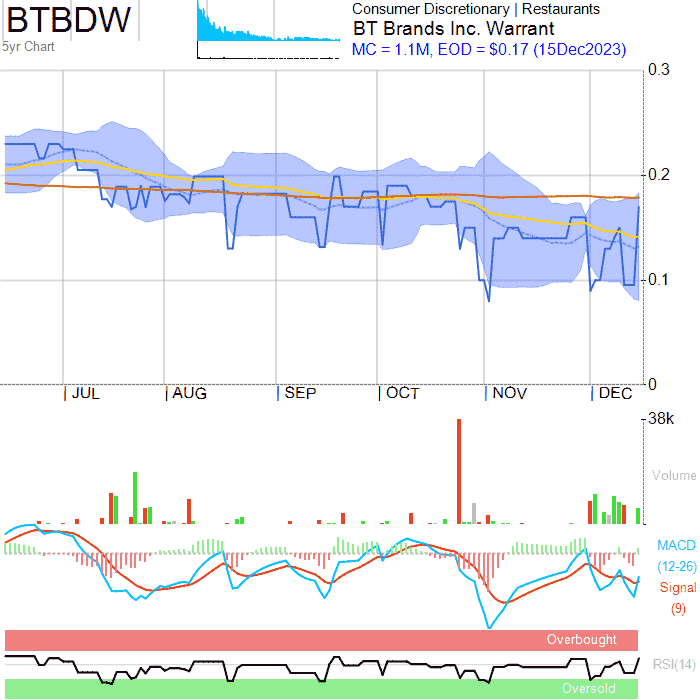 BTBDW
5yr Chart
Consumer Discretionary | Restaurants
BT Brands Inc. Warrant
MC = 1.1M, EOD = $0.17 (15Dec2023)
0.3
0.2
0.1
0
JUL
AUG
SEP
OCT
NOV
DEC
38k
Volume
MACD
(12-26)
Signal
(9)
Overbought
RSI(14)
Oversold